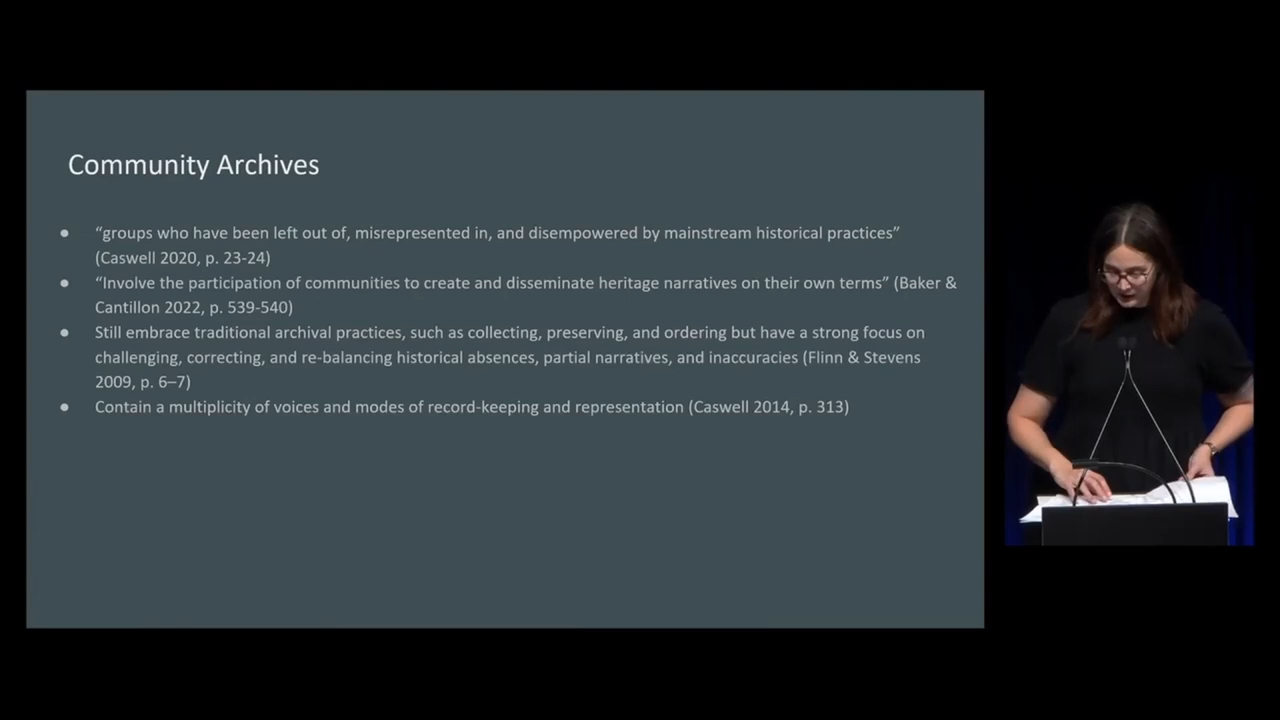 Community Archives
● “groups who have been left out of, misrepresented in, and disempowered by mainstream historical practices”
(Caswell 2020, p. 23-24)
● “Involve the participation of communities to create and disseminate heritage narratives on their own terms” (Baker &
Cantillon 2022, p. 539-540)
● Still embrace traditional archival practices, such as collecting, preserving, and ordering but have a strong focus on
challenging, correcting, and re-balancing historical absences, partial narratives, and inaccuracies (Flinn & Stevens
2009, p. 6–7)
● Contain a multiplicity of voices and modes of record-keeping and representation (Caswell 2014, p. 313)